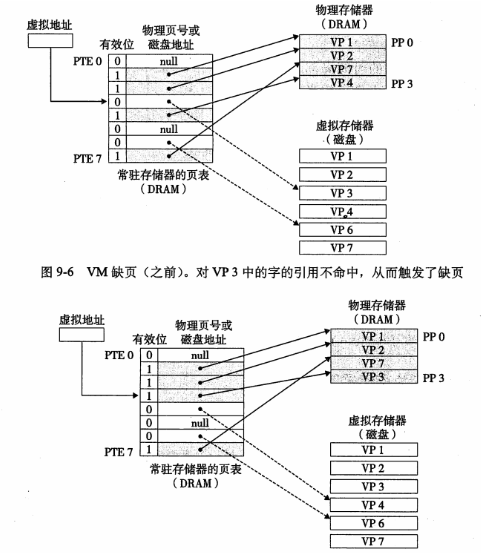 虚拟地址
物理页号或
有效位 磁盘地址
PTE 0 0 null
1
1
0
1
0 null
0
PTE 7 1
常驻存储器的页表
(DRAM)
物理存储器
(DRAM)
VP 1 PP 0
VP 2
VP 7
VP 4 PP 3
虚拟存储器
(磁盘)
VP 1
VP 2
VP 3
VP 4
VP 6
VP 7
图 9-6 VM 缺页（之前）。对 VP 3 中的字的引用不命中，从而触发了缺页
虚拟地址
物理页号或
有效位 磁盘地址
PTE 0 0 null
1
1
1
0
0 null
0
PTE 7 1
常驻存储器的页表
(DRAM)
物理存储器
(DRAM)
VP 1 PP 0
VP 2
VP 7
VP 3 PP 3
虚拟存储器
(磁盘)
VP 1
VP 2
VP 3
VP 4
VP 6
VP 7